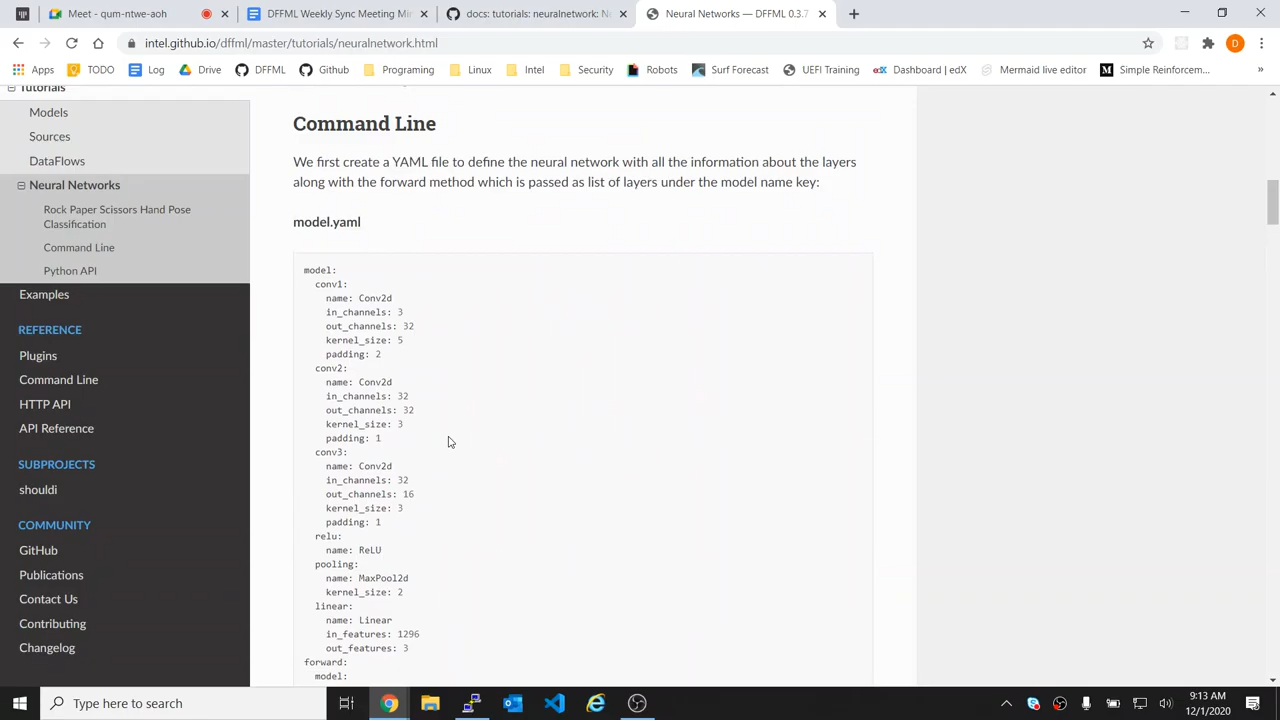 Meet - qum-ntwe-aoh
DFFML Weekly Sync Meeting Mi
docs: tutorials: neuralnetwork: N
Neural Networks — DFFML 0.3.7
intel.github.io/dffml/master/tutorials/neuralnetwork.html
Apps
TODO
Log
Drive
DFFML
Github
Programing
Linux
Intel
Security
Robots
Surf Forecast
UEFI Training
Dashboard | edX
Mermaid live editor
Simple Reinforcem...
»
Tutorials
Models
Sources
DataFlows
Neural Networks
Rock Paper Scissors Hand Pose
Classification
Command Line
Python API
Examples
REFERENCE
Plugins
Command Line
HTTP API
API Reference
SUBPROJECTS
shouldi
COMMUNITY
GitHub
Publications
Contact Us
Contributing
Changelog
Command Line
We first create a YAML file to define the neural network with all the information about the layers
along with the forward method which is passed as list of layers under the model name key:
model.yaml
model:
conv1:
name: Conv2d
in_channels: 3
out_channels: 32
kernel_size: 5
padding: 2
conv2:
name: Conv2d
in_channels: 32
out_channels: 32
kernel_size: 3
padding: 1
conv3:
name: Conv2d
in_channels: 32
out_channels: 16
kernel_size: 3
padding: 1
relu:
name: ReLU
pooling:
name: MaxPool2d
kernel_size: 2
linear:
name: Linear
in_features: 1296
out_features: 3
forward:
model:
Type here to search
9:13 AM
12/1/2020